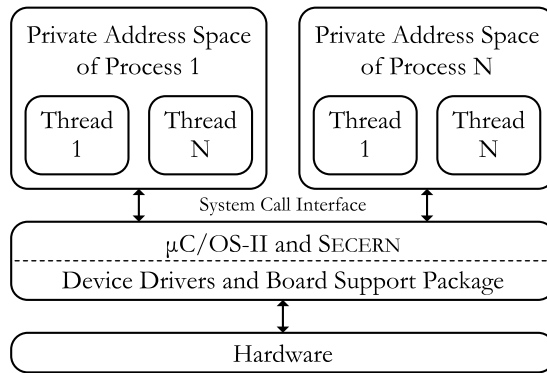 Private Address Space
of Process 1
Thread
1
Thread
N
Private Address Space
of Process N
Thread
1
Thread
N
System Call Interface
μC/OS-II and SECERN
Device Drivers and Board Support Package
Hardware